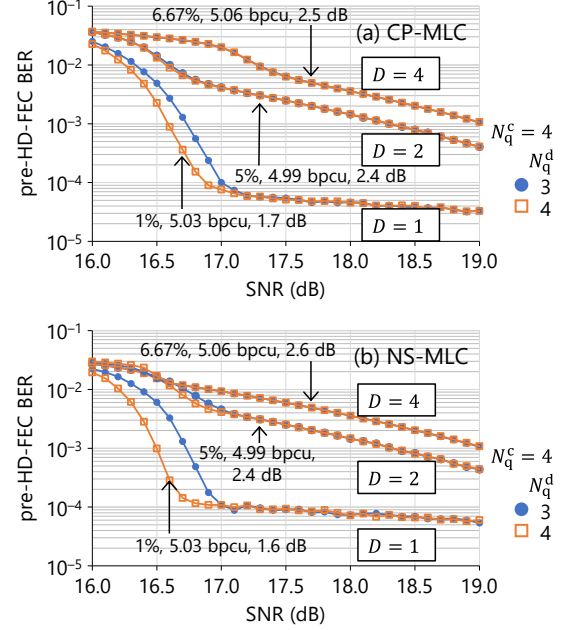 10⁻¹
6.67%, 5.06 bpcu, 2.5 dB
(a) CP-MLC
10⁻²
D = 4
pre-HD-FEC BER
10⁻³
D = 2
N_q^c = 4
N_q^d
3
4
5%, 4.99 bpcu, 2.4 dB
10⁻⁴
1%, 5.03 bpcu, 1.7 dB
D = 1
10⁻⁵
16.0 16.5 17.0 17.5 18.0 18.5 19.0
SNR (dB)
10⁻¹
6.67%, 5.06 bpcu, 2.6 dB
(b) NS-MLC
10⁻²
D = 4
pre-HD-FEC BER
10⁻³
5%, 4.99 bpcu,
2.4 dB
D = 2
N_q^c = 4
N_q^d
3
4
10⁻⁴
1%, 5.03 bpcu, 1.6 dB
D = 1
10⁻⁵
16.0 16.5 17.0 17.5 18.0 18.5 19.0
SNR (dB)